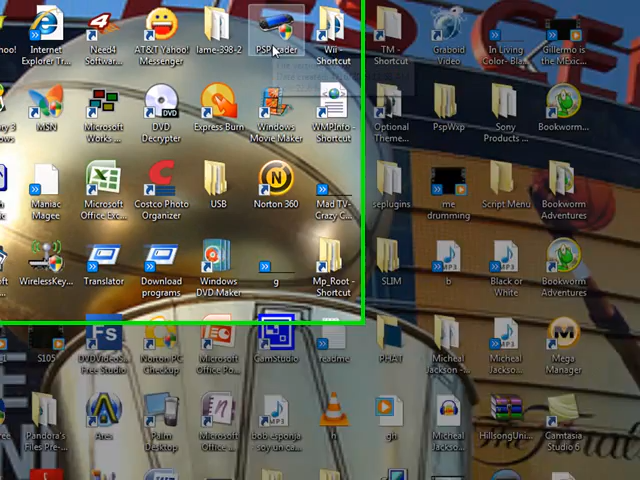 hoo!
Internet
Explorer Tr...
Need4
Softwar...
AT&T Yahoo!
Messenger
lame-398-2
Wii -
Shortcut
TM -
Shortcut
Graboid
Video
In Living
Color- Bla...
Gillermo is
the MExic...
MSN
Microsoft
Works ...
DVD
DVD
Decrypter
Express Burn
Windows
Movie Maker
WMPInfo -
Shortcut
Optional
Theme...
PspWxp
Sony
Products ...
Bookworm...
Maniac
Magee
Microsoft
Office Exc...
Costco Photo
Organizer
USB
Norton 360
Mad TV-
Crazy C...
seplugins
me
drumming
Script Menu
Bookworm
Adventures
WirelessKey...
Translator
Download
programs
Windows
DVD Maker
g
Mp_Root -
Shortcut
SLIM
MP3
b
MP3
Black or
White
Bookworm
Adventures
S105
Fs
DVDVideoS...
Free Studio
Norton PC
Checkup
Microsoft
Office Po...
CamStudio
readme
PHAT
Micheal
Jackson -...
MP3
Micheal
Jackso...
Mega
Manager
Pandora's
Files Pre-...
Ares
Palm
Desktop
Microsoft
Office ...
bob esponja
soy un ca...
h
gh
Micheal
Jackso...
HillsongUni...
Camtasia
Studio 6